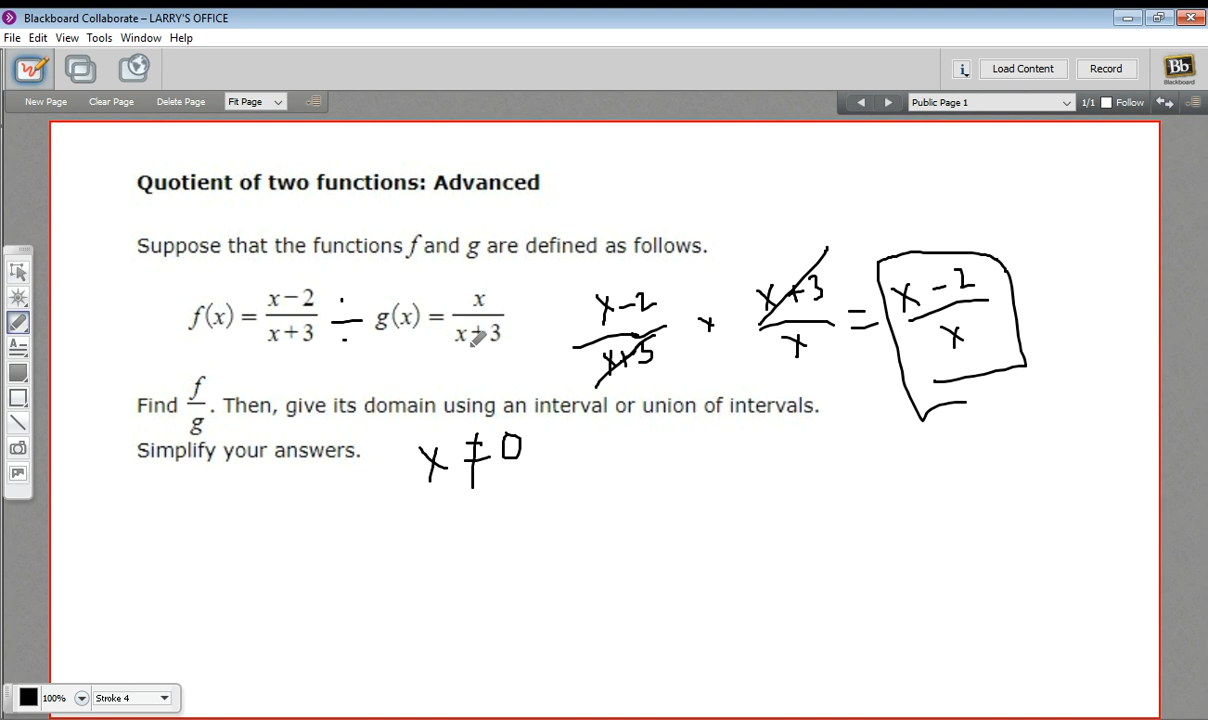 Blackboard Collaborate – LARRY'S OFFICE
File Edit View Tools Window Help
i Load Content Record Bb Blackboard
New Page Clear Page Delete Page Fit Page Public Page 1 1/1 Follow
Quotient of two functions: Advanced
Suppose that the functions f and g are defined as follows.
f(x) = (x−2)/(x+3) ÷ g(x) = x/(x+3)
(x-2)/(x+3) × (x+3)/x = (x-2)/x
Find f/g. Then, give its domain using an interval or union of intervals.
Simplify your answers. x ≠ 0
100% Stroke 4